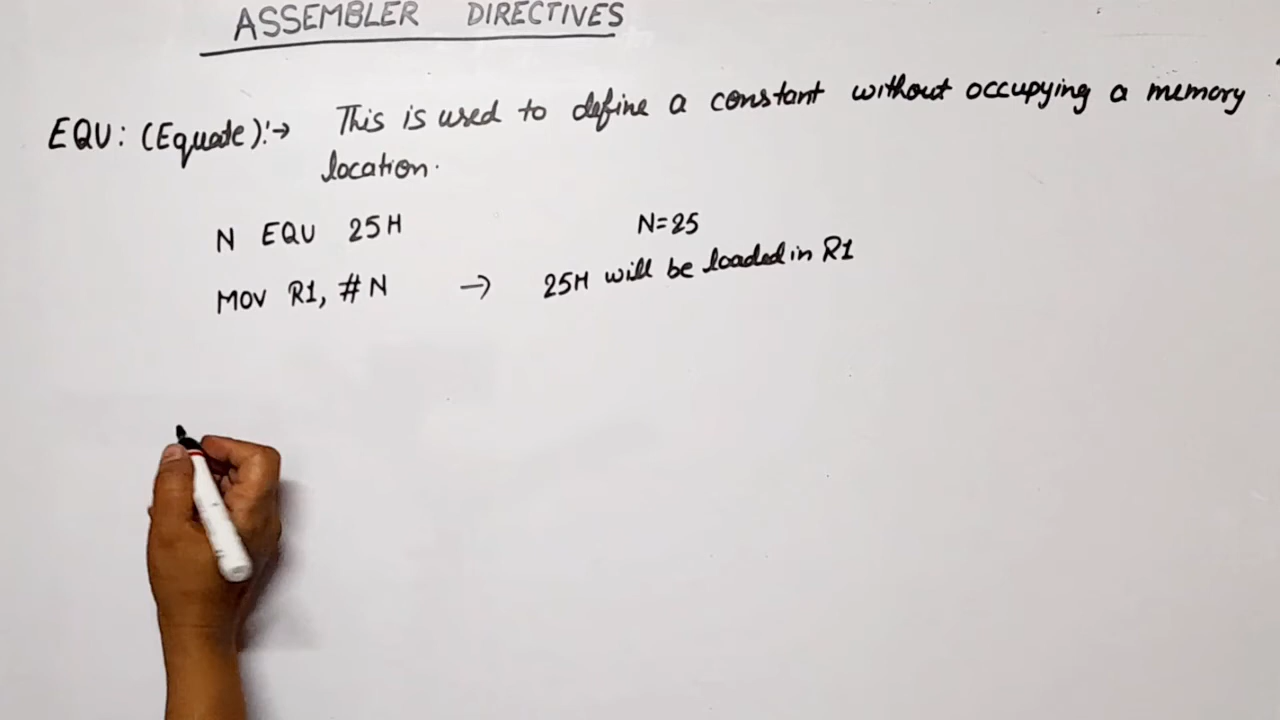 ASSEMBLER DIRECTIVES
EQU: (Equate):→ This is used to define a constant without occupying a memory
location.
N EQU 25H N=25
MOV R1, #N → 25H will be loaded in R1